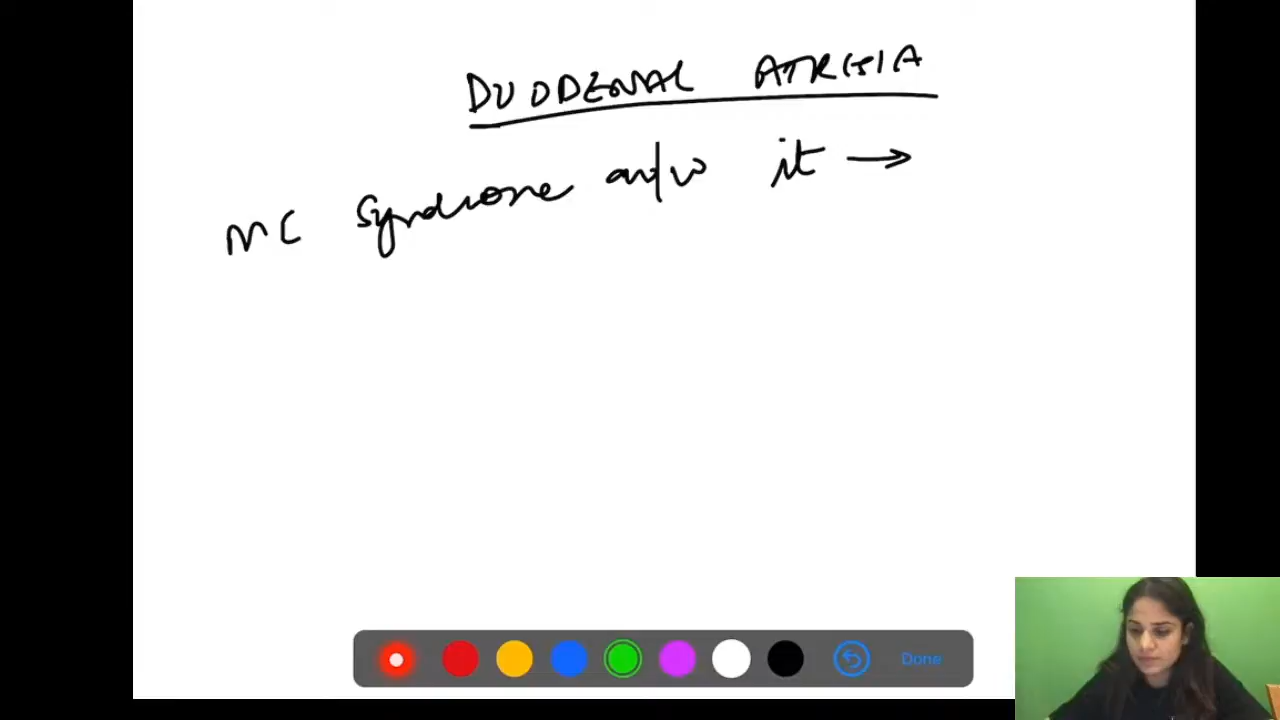 DUODENAL ATRESIA
MC Syndrome a/w it →
Done